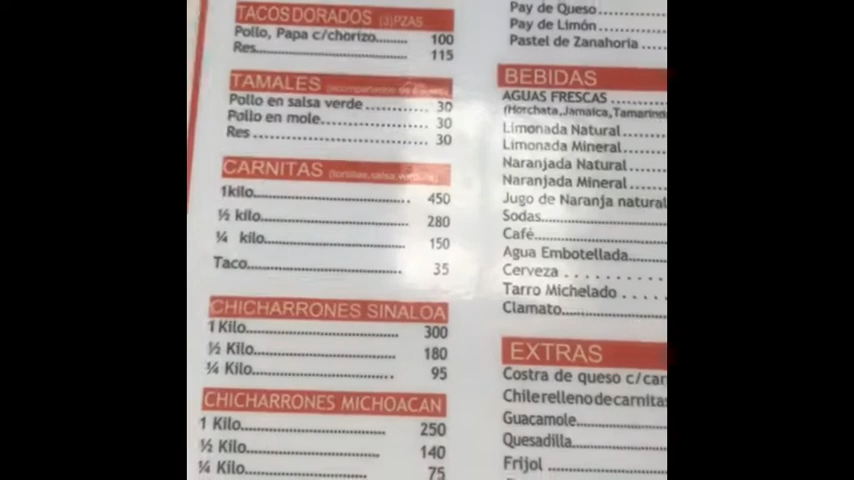 TACOS DORADOS (3)PZAS
Pollo, Papa c/chorizo........ 100
Res........ 115
TAMALES
Pollo en salsa verde ........ 30
Pollo en mole........ 30
Res ........ 30
CARNITAS (tortillas,salsa,
1kilo........ 450
½ kilo........ 280
¼ kilo........ 150
Taco........ 35
CHICHARRONES SINALOA
1 Kilo........ 300
½ Kilo........ 180
¼ Kilo........ 95
CHICHARRONES MICHOACAN
1 Kilo........ 250
½ Kilo........ 140
¼ Kilo........ 75
Pay de Queso ........
Pay de Limón........
Pastel de Zanahoria ....
BEBIDAS
AGUAS FRESCAS ........
(Horchata,Jamaica,Tamarindo
Limonada Natural........
Limonada Mineral........
Naranjada Natural........
Naranjada Mineral........
Jugo de Naranja natural
Sodas........
Café........
Agua Embotellada........
Cerveza ........
Tarro Michelado .....
Clamato........
EXTRAS
Costra de queso c/car
Chile relleno de carnitas
Guacamole........
Quesadilla........
Frijol ........